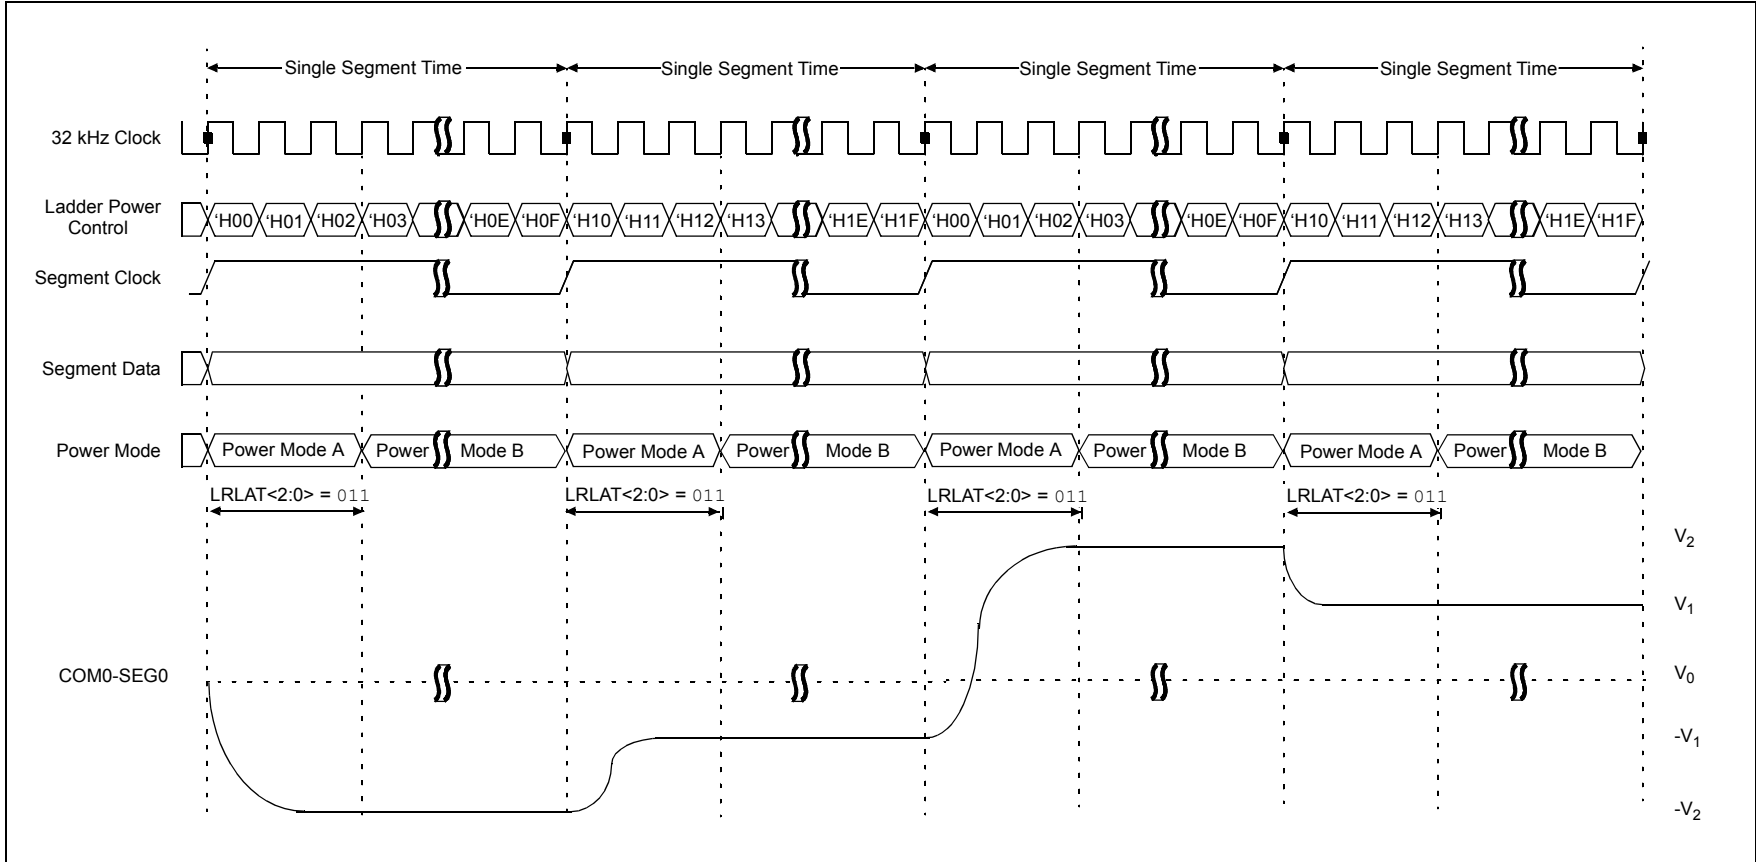 Single Segment Time Single Segment Time Single Segment Time Single Segment Time
32 kHz Clock
Ladder Power
Control
‘H00 ‘H01 ‘H02 ‘H03 ‘H0E ‘H0F ‘H10 ‘H11 ‘H12 ‘H13 ‘H1E ‘H1F ‘H00 ‘H01 ‘H02 ‘H03 ‘H0E ‘H0F ‘H10 ‘H11 ‘H12 ‘H13 ‘H1E ‘H1F
Segment Clock
Segment Data
Power Mode Power Mode A Power Mode B Power Mode A Power Mode B Power Mode A Power Mode B Power Mode A Power Mode B
LRLAT<2:0> = 011 LRLAT<2:0> = 011 LRLAT<2:0> = 011 LRLAT<2:0> = 011
V2
V1
COM0-SEG0 V0
-V1
-V2